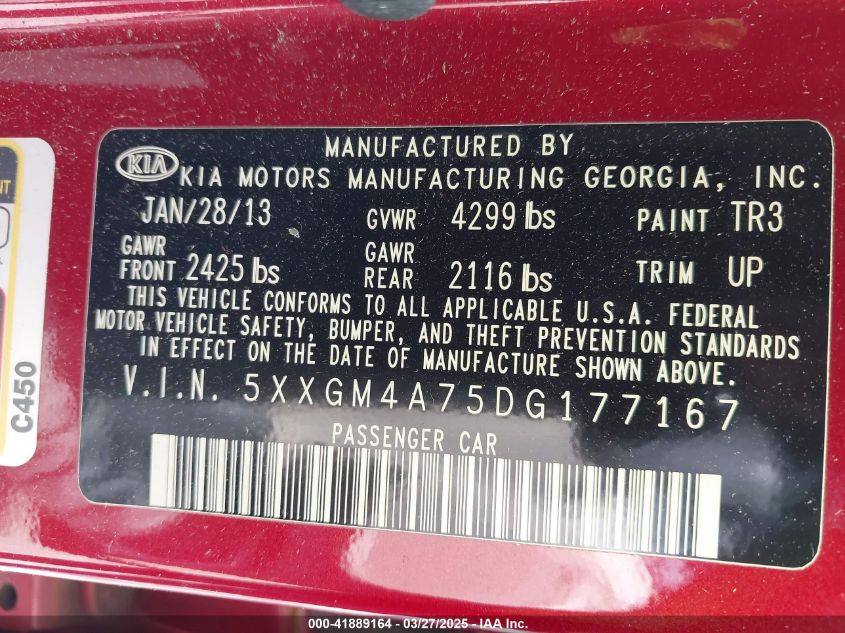 MANUFACTURED BY
KIA KIA MOTORS MANUFACTURING GEORGIA, INC.
JAN/28/13 GVWR 4299 lbs PAINT TR3
GAWR FRONT 2425 lbs GAWR REAR 2116 lbs TRIM UP
THIS VEHICLE CONFORMS TO ALL APPLICABLE U.S.A. FEDERAL
MOTOR VEHICLE SAFETY, BUMPER, AND THEFT PREVENTION STANDARDS
IN EFFECT ON THE DATE OF MANUFACTURE SHOWN ABOVE.
V.I.N. 5XXGM4A75DG177167
PASSENGER CAR
C450
000-41889164 - 03/27/2025 - IAA Inc.